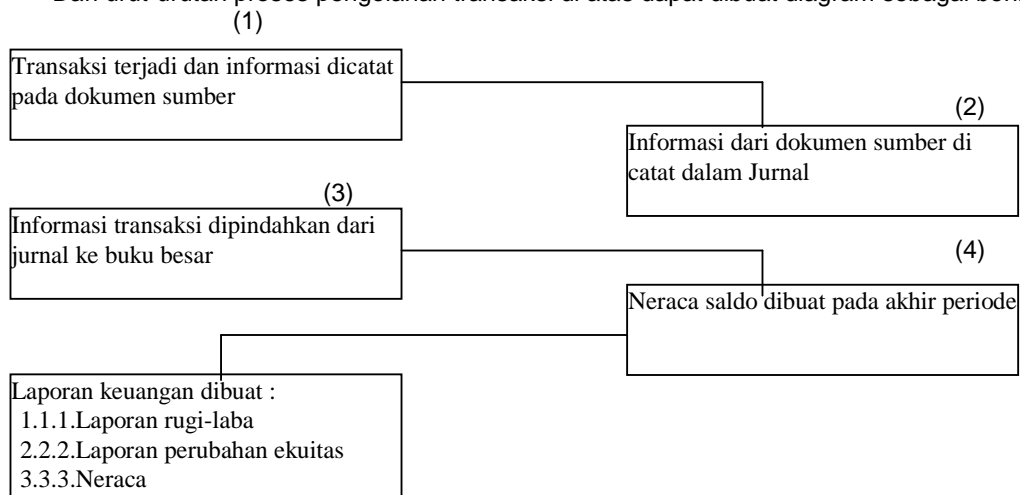 Dari urut-urutan proses pengolahan transaksi di atas dapat dibuat diagram sebagai
(1)
Transaksi terjadi dan informasi dicatat
pada dokumen sumber
(2)
Informasi dari dokumen sumber di
catat dalam Jurnal
(3)
Informasi transaksi dipindahkan dari
jurnal ke buku besar
(4)
Neraca saldo dibuat pada akhir periode
Laporan keuangan dibuat :
1.1.1.Laporan rugi-laba
2.2.2.Laporan perubahan ekuitas
3.3.3.Neraca